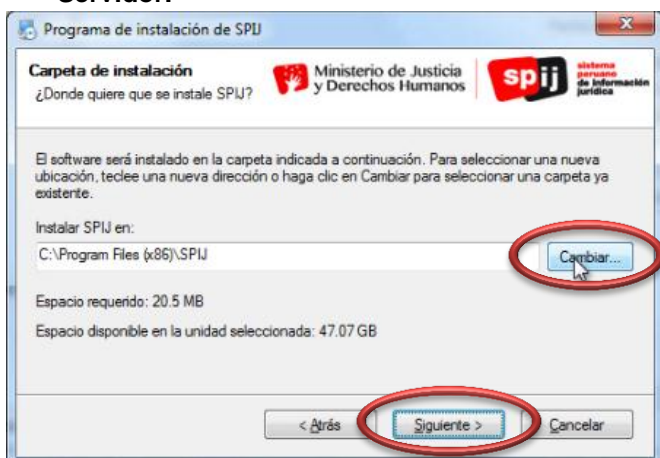 Servidor.
Programa de instalación de SPIJ
Carpeta de instalación
¿Donde quiere que se instale SPIJ?
Ministerio de Justicia
y Derechos Humanos
spij
sistema
peruano
de información
jurídica
El software será instalado en la carpeta indicada a continuación. Para seleccionar una nueva
ubicación, teclee una nueva dirección o haga clic en Cambiar para seleccionar una carpeta ya
existente.
Instalar SPIJ en:
C:\Program Files (x86)\SPIJ
Cambiar...
Espacio requerido: 20.5 MB
Espacio disponible en la unidad seleccionada: 47.07 GB
< Atrás
Siguiente >
Cancelar